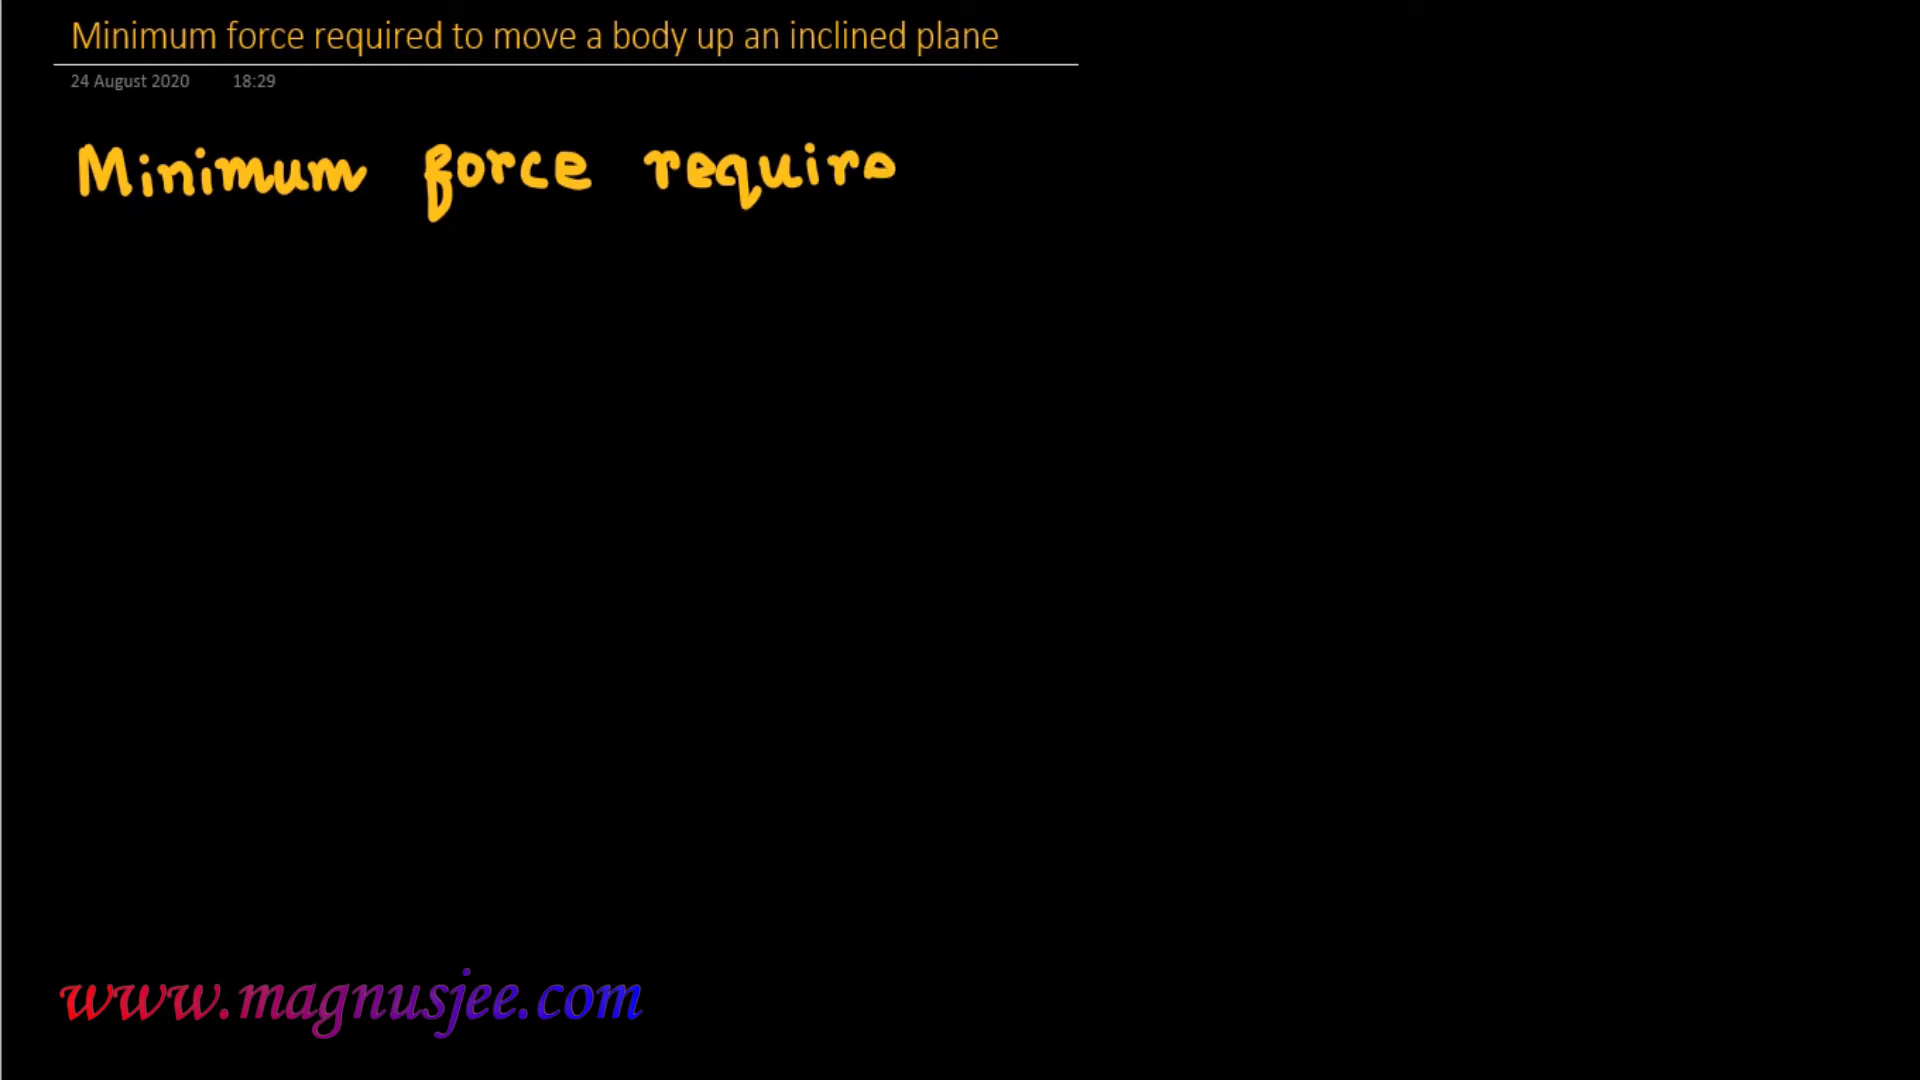 Minimum force required to move a body up an inclined plane
24 August 2020 18:29
Minimum force require
www.magnusjee.com